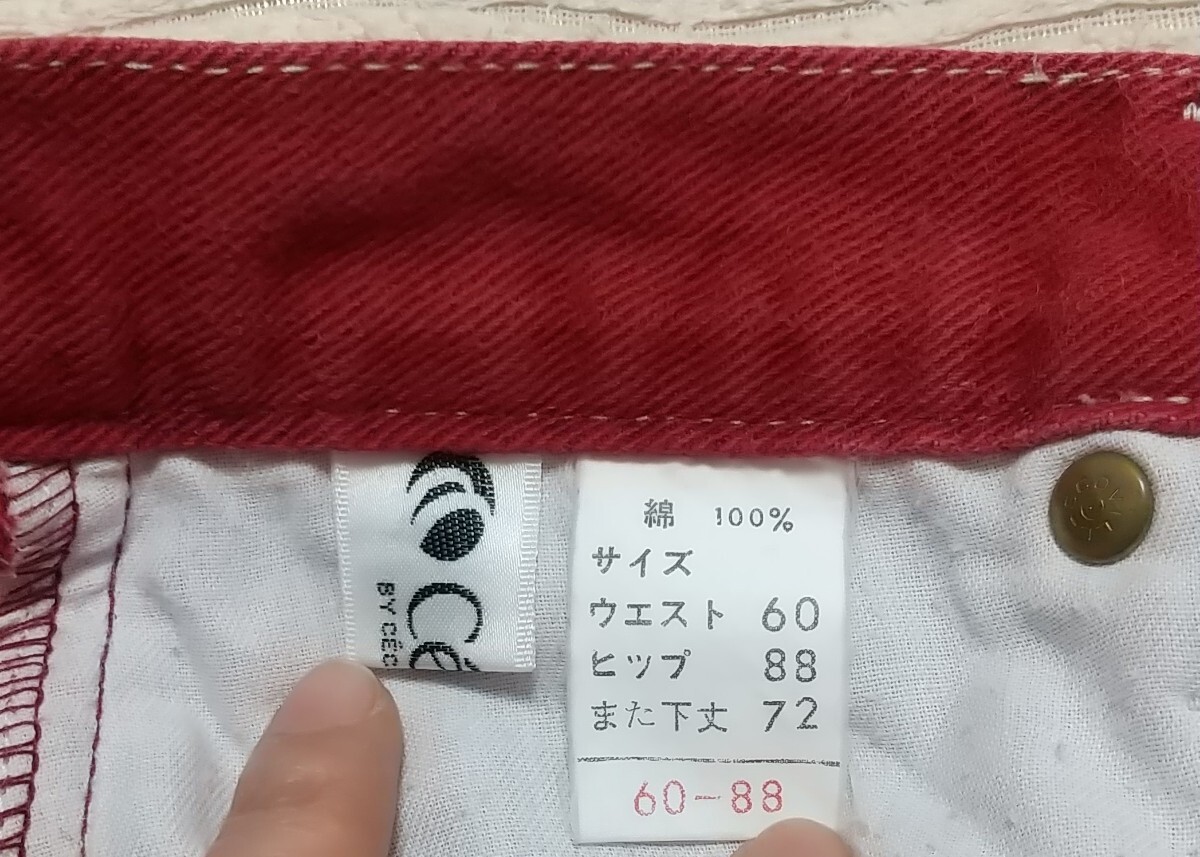 綿 100%
サイズ
ウエスト 60
ヒップ 88
また下丈 72
60-88
Cé
BY CÉC